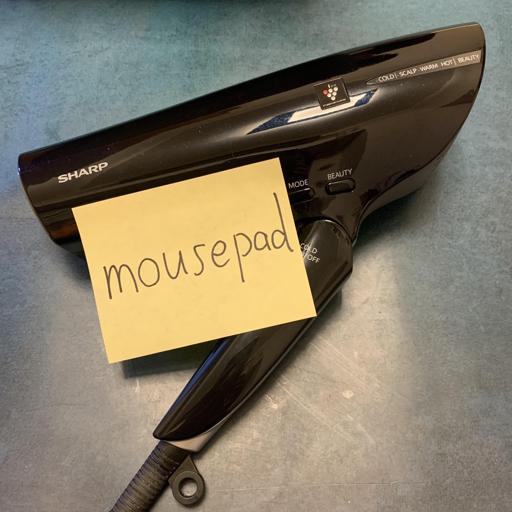 COLD | SCALP · WARM HOT | BEAUTY
SHARP
MODE BEAUTY
mousepad
COLD
OFF